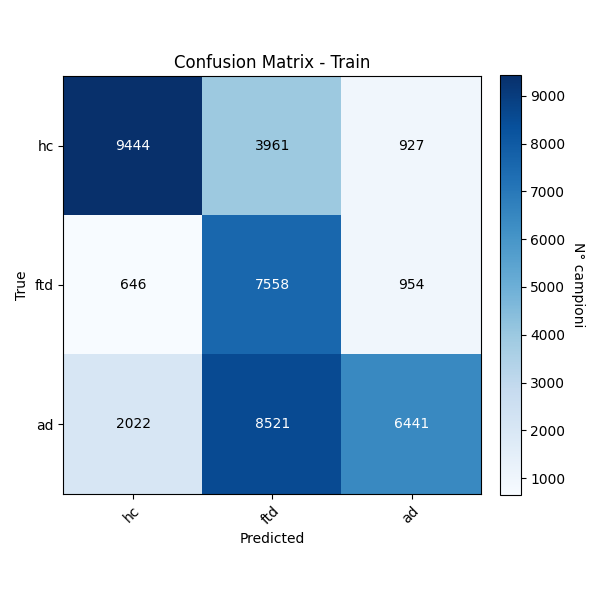 Confusion Matrix - Train
True
hc
9444 3961 927
ftd
646 7558 954
ad
2022 8521 6441
hc ftd ad
Predicted
9000
8000
7000
6000
5000
4000
3000
2000
1000
N° campioni